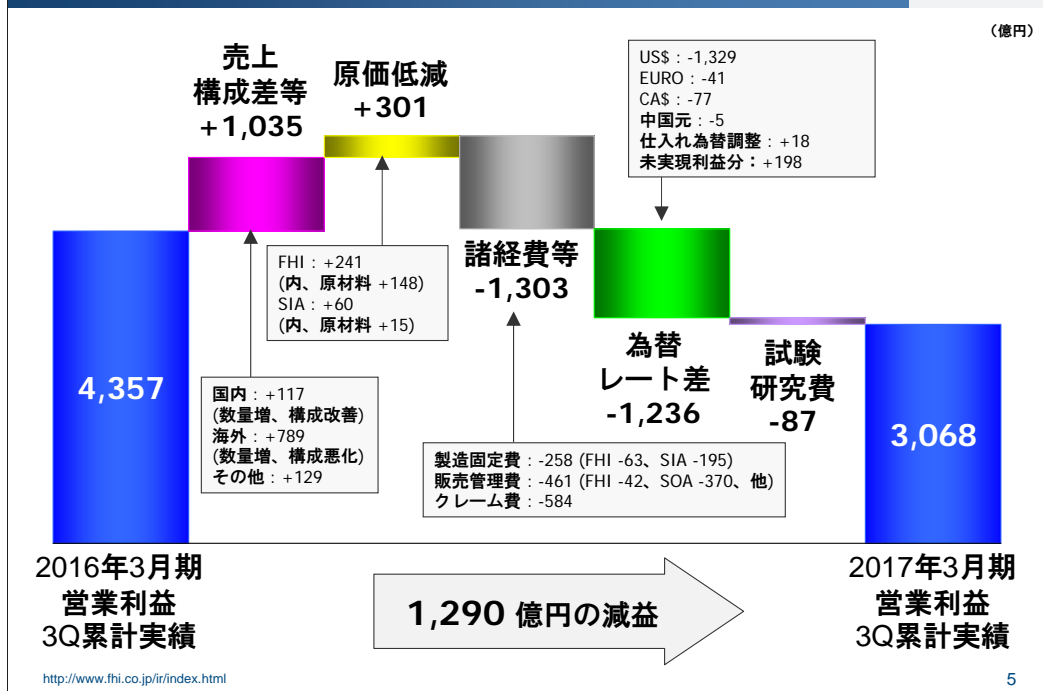 （億円）
売上
構成差等
+1,035
原価低減
+301
US$ : -1,329
EURO : -41
CA$ : -77
中国元 : -5
仕入れ為替調整 : +18
未実現利益分：+198
FHI : +241
(内、原材料 +148)
SIA : +60
(内、原材料 +15)
諸経費等
-1,303
為替
レート差
-1,236
試験
研究費
-87
4,357
国内 : +117
(数量増、構成改善)
海外 : +789
(数量増、構成悪化)
その他 : +129
製造固定費 : -258 (FHI -63、SIA -195)
販売管理費 : -461 (FHI -42、SOA -370、他)
クレーム費 : -584
3,068
2016年3月期
営業利益
3Q累計実績
1,290 億円の減益
2017年3月期
営業利益
3Q累計実績
http://www.fhi.co.jp/ir/index.html
5